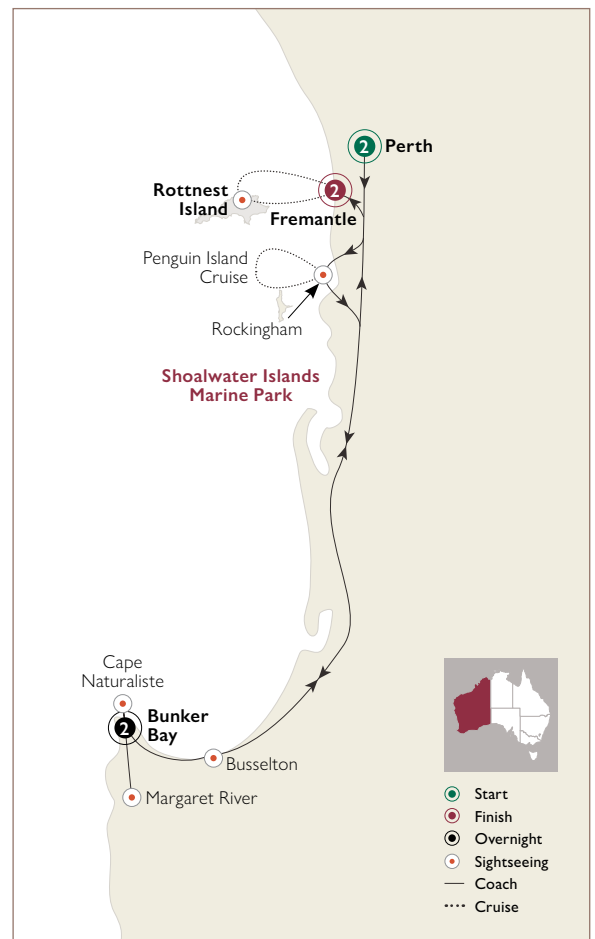 2 Perth
Rottnest
Island
2
Fremantle
Penguin Island
Cruise
Rockingham
Shoalwater Islands
Marine Park
Cape
Naturaliste
2 Bunker
Bay
Busselton
Margaret River
Start
Finish
Overnight
Sightseeing
Coach
Cruise